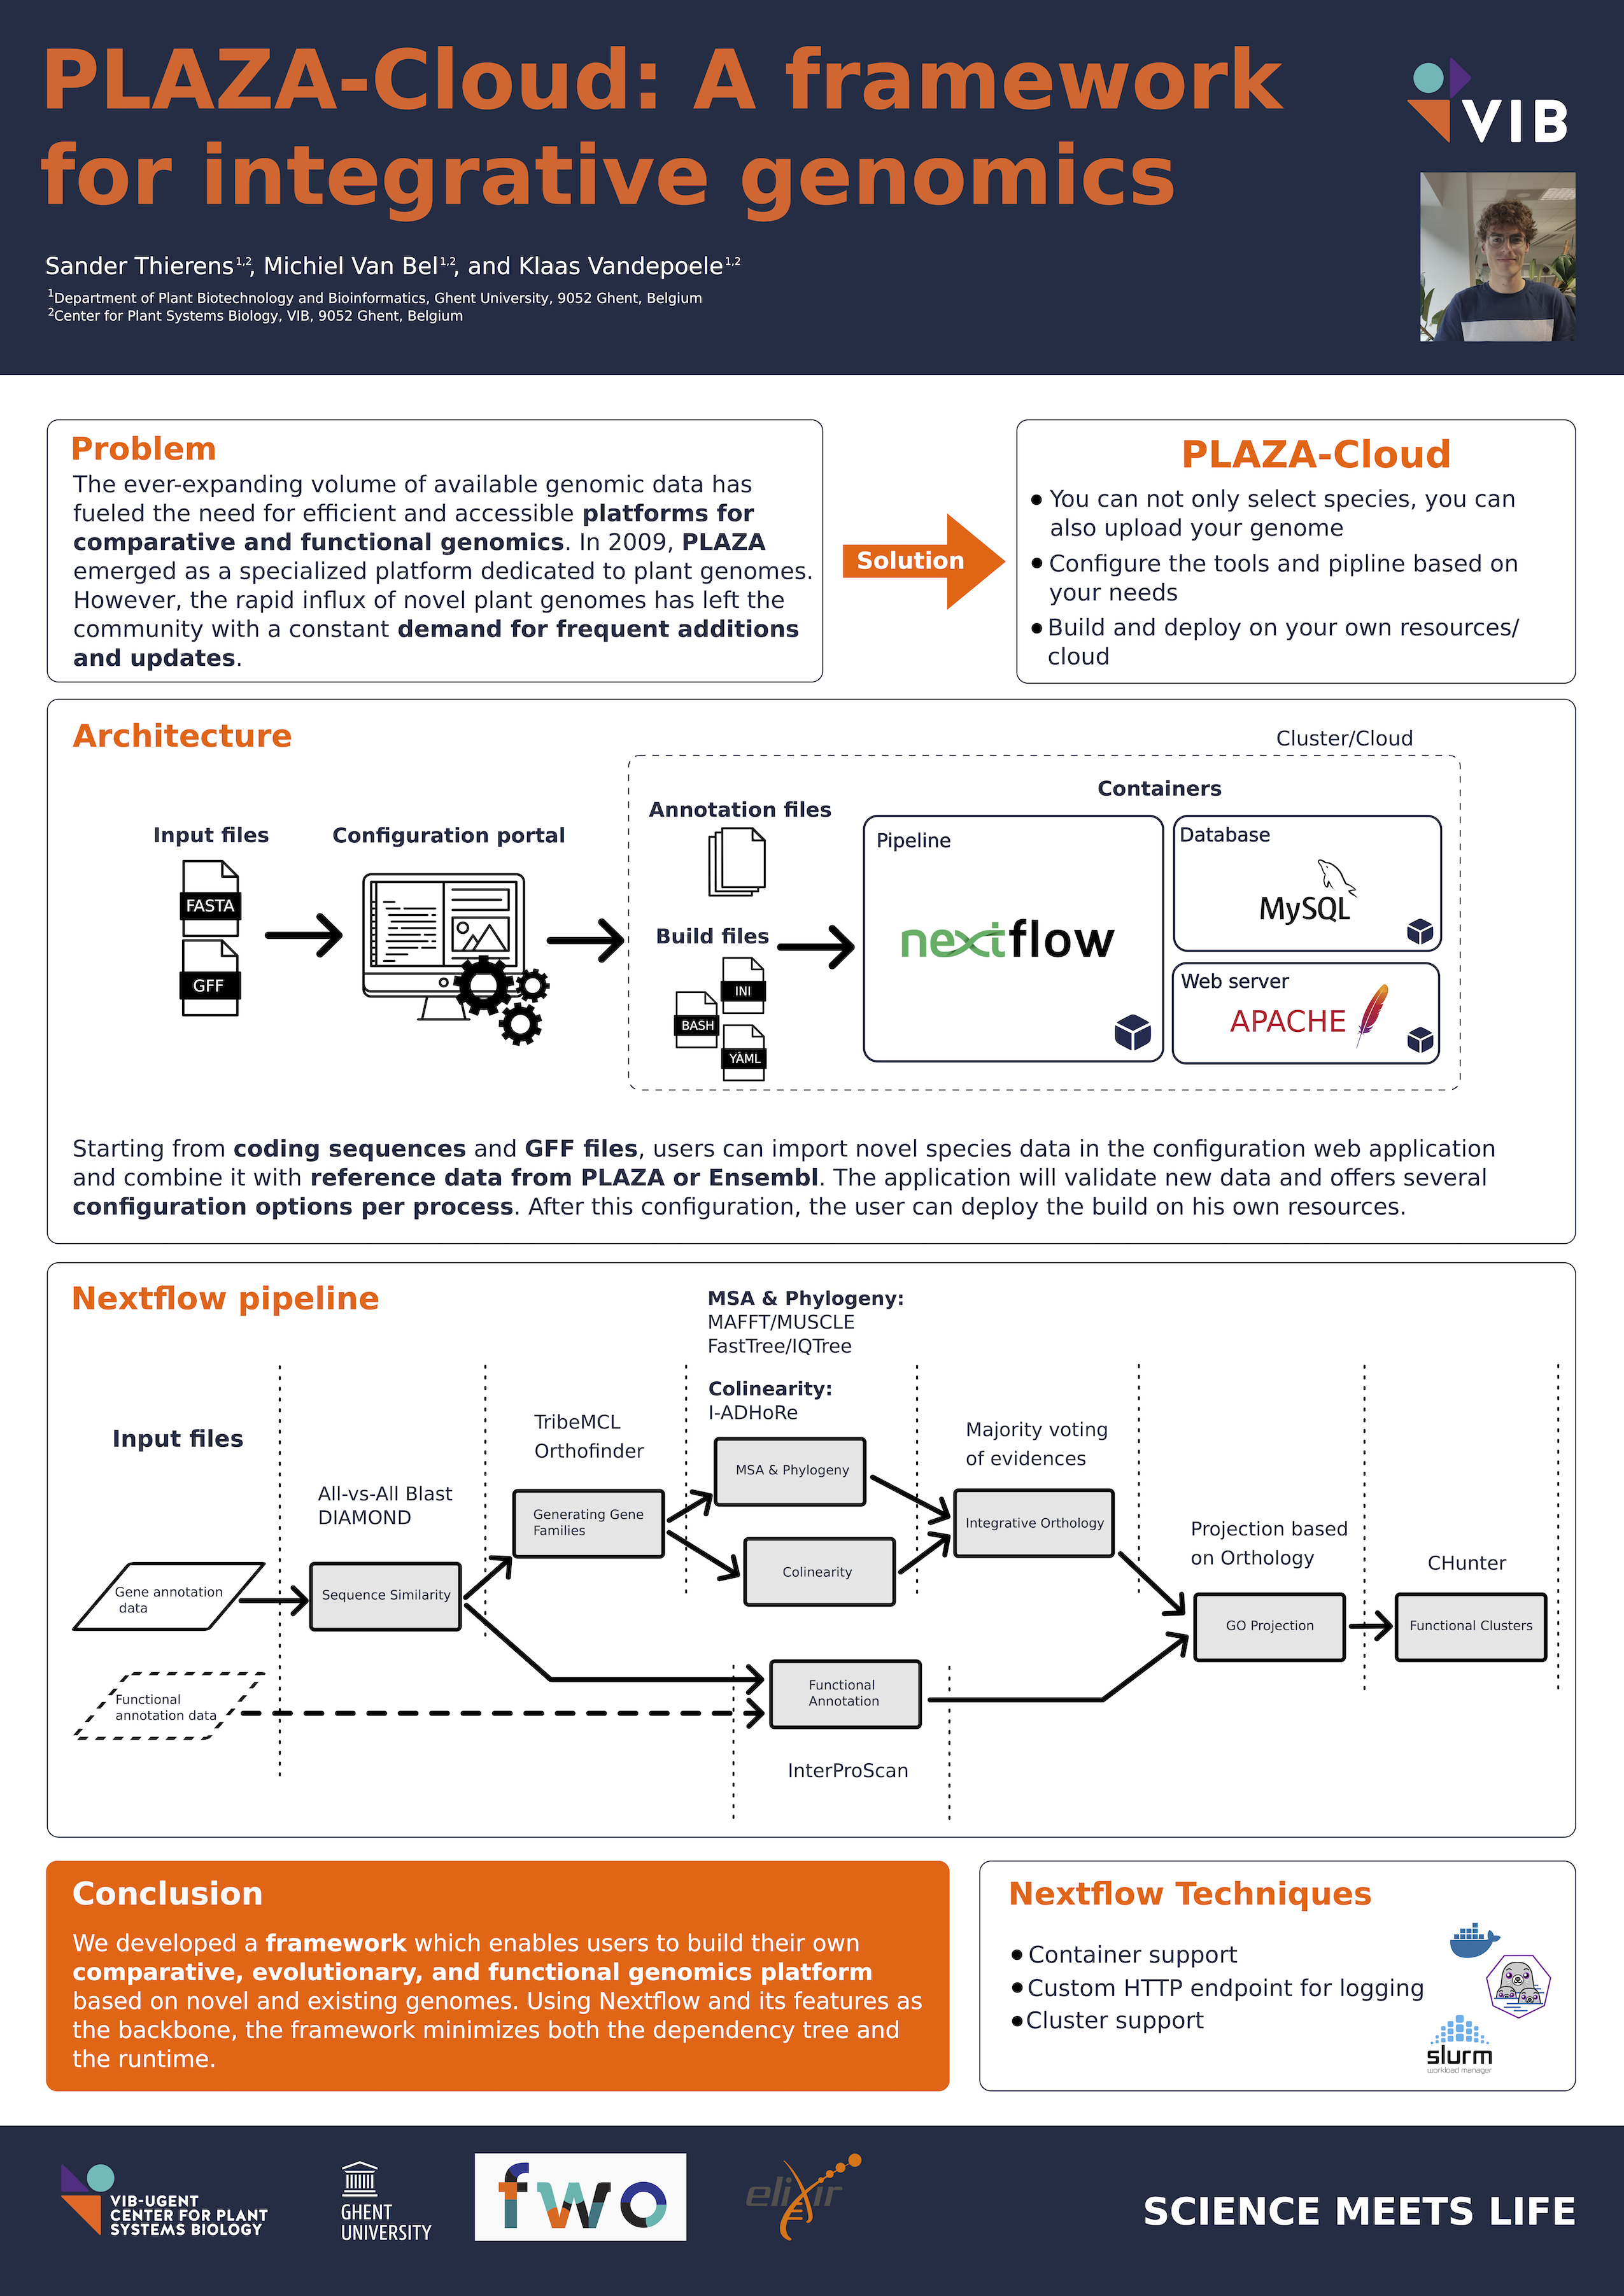 PLAZA-Cloud: A framework
for integrative genomics
VIB
Sander Thierens1,2, Michiel Van Bel1,2, and Klaas Vandepoele1,2
1Department of Plant Biotechnology and Bioinformatics, Ghent University, 9052 Ghent, Belgium
2Center for Plant Systems Biology, VIB, 9052 Ghent, Belgium
Problem
The ever-expanding volume of available genomic data has
fueled the need for efficient and accessible platforms for
comparative and functional genomics. In 2009, PLAZA
emerged as a specialized platform dedicated to plant genomes.
However, the rapid influx of novel plant genomes has left the
community with a constant demand for frequent additions
and updates.
Solution
PLAZA-Cloud
● You can not only select species, you can
also upload your genome
● Configure the tools and pipline based on
your needs
● Build and deploy on your own resources/
cloud
Architecture
Cluster/Cloud
Containers
Input files
FASTA
GFF
Configuration portal
Annotation files
Build files
INI
BASH
YAML
Pipeline
nextflow
Database
MySQL
Web server
APACHE
Starting from coding sequences and GFF files, users can import novel species data in the configuration web application
and combine it with reference data from PLAZA or Ensembl. The application will validate new data and offers several
configuration options per process. After this configuration, the user can deploy the build on his own resources.
Nextflow pipeline
MSA & Phylogeny:
MAFFT/MUSCLE
FastTree/IQTree
Colinearity:
I-ADHoRe
Input files
All-vs-All Blast
DIAMOND
TribeMCL
Orthofinder
Majority voting
of evidences
Projection based
on Orthology
CHunter
Gene annotation
data
Sequence Similarity
Generating Gene
Families
MSA & Phylogeny
Colinearity
Integrative Orthology
GO Projection
Functional Clusters
Functional
annotation data
Functional
Annotation
InterProScan
Conclusion
We developed a framework which enables users to build their own
comparative, evolutionary, and functional genomics platform
based on novel and existing genomes. Using Nextflow and its features as
the backbone, the framework minimizes both the dependency tree and
the runtime.
Nextflow Techniques
● Container support
● Custom HTTP endpoint for logging
● Cluster support
slurm
workload manager
VIB-UGENT
CENTER FOR PLANT
SYSTEMS BIOLOGY
GHENT
UNIVERSITY
fwo
elixir
SCIENCE MEETS LIFE